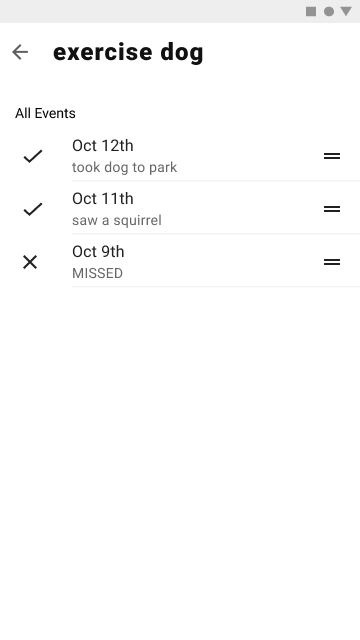 exercise dog
All Events
Oct 12th
took dog to park
Oct 11th
saw a squirrel
Oct 9th
MISSED